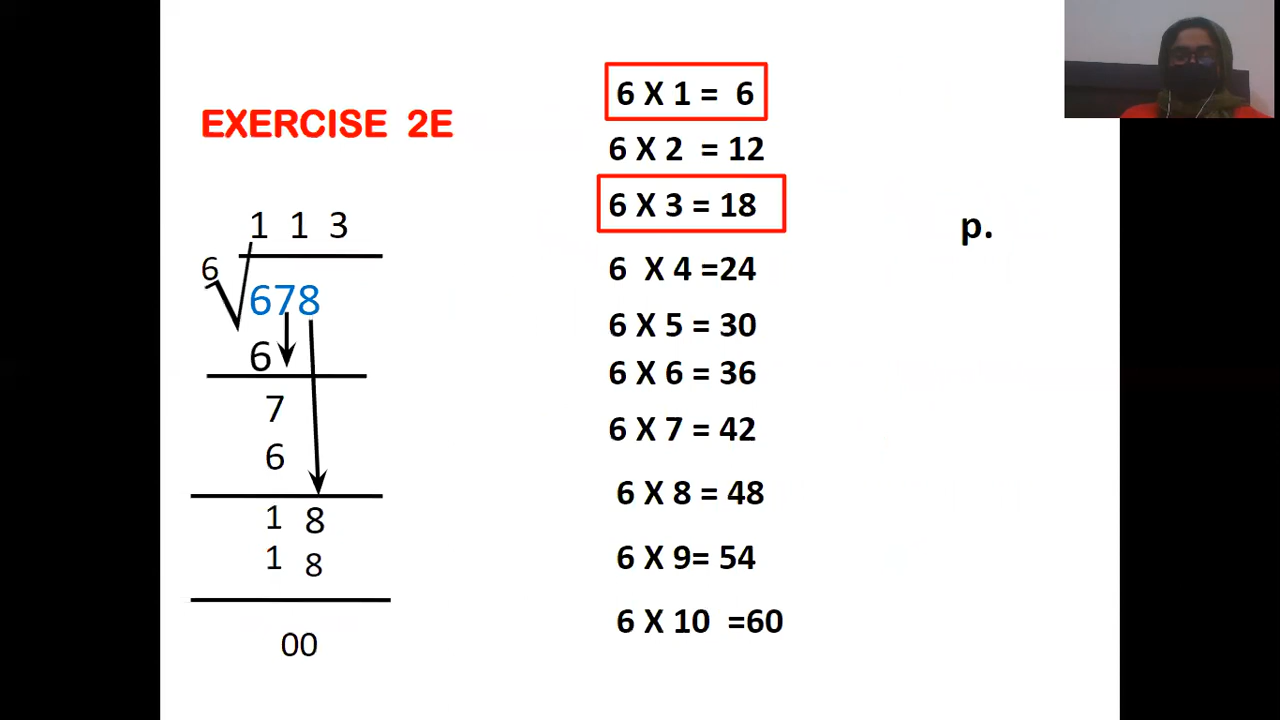 EXERCISE 2E
1 1 3
6
678
6
7
6
1 8
1 8
00
6 X 1 = 6
6 X 2 = 12
6 X 3 = 18
6 X 4 =24
6 X 5 = 30
6 X 6 = 36
6 X 7 = 42
6 X 8 = 48
6 X 9= 54
6 X 10 =60
p.